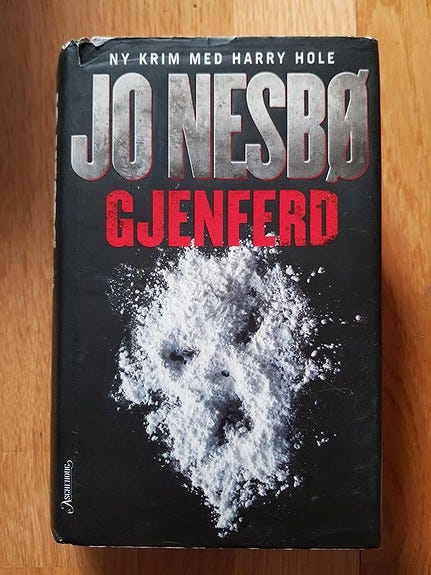 NY KRIM MED HARRY HOLE
JO NESBØ
GJENFERD
ASCHEHOUG